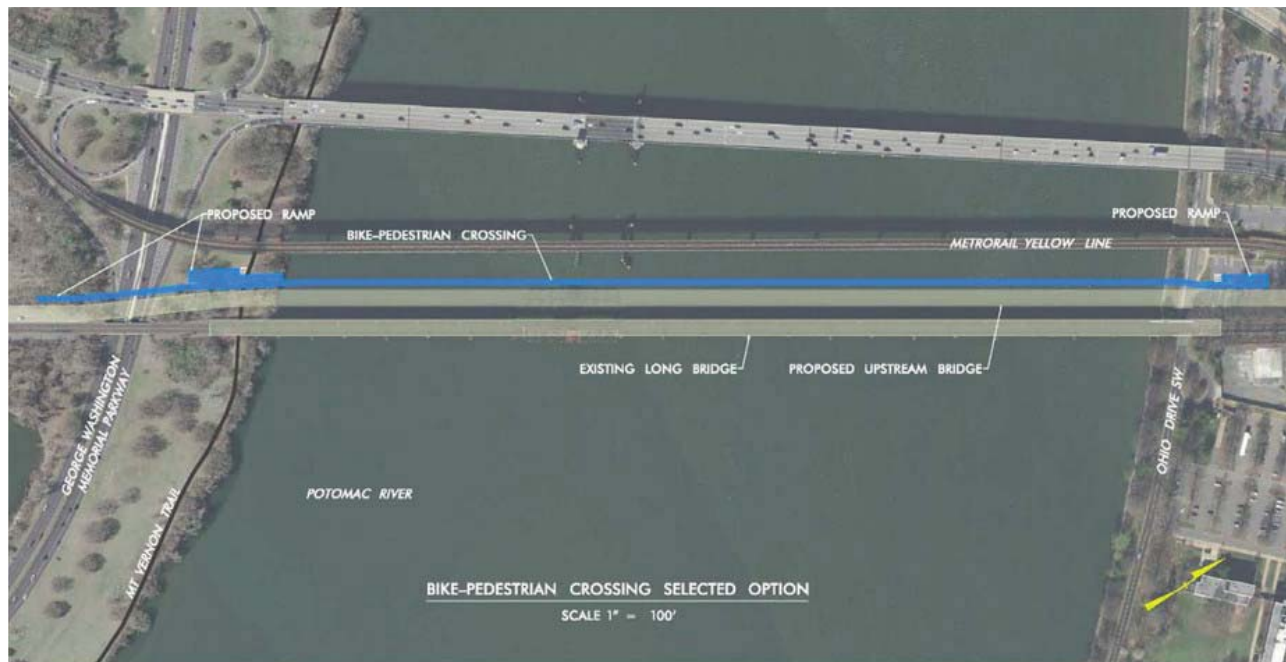 PROPOSED RAMP
BIKE–PEDESTRIAN CROSSING
PROPOSED RAMP
METRORAIL YELLOW LINE
EXISTING LONG BRIDGE
PROPOSED UPSTREAM BRIDGE
GEORGE WASHINGTON
MEMORIAL PARKWAY
MT VERNON TRAIL
POTOMAC RIVER
OHIO DRIVE SW
BIKE–PEDESTRIAN CROSSING SELECTED OPTION
SCALE 1" = 100'